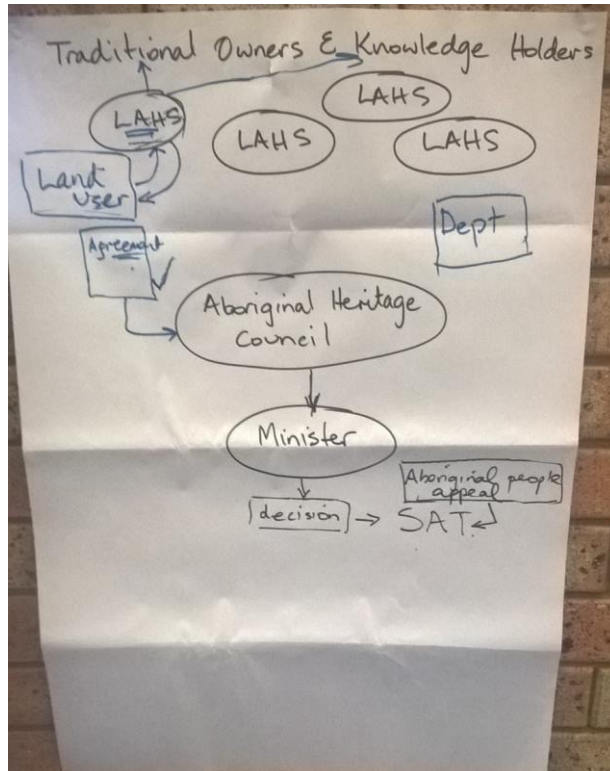 Traditional Owners & Knowledge Holders
LAHS
LAHS
LAHS
LAHS
Land
User
Dept
Agreement
Aboriginal Heritage
Council
Minister
Aboriginal people
appeal
decision
SAT